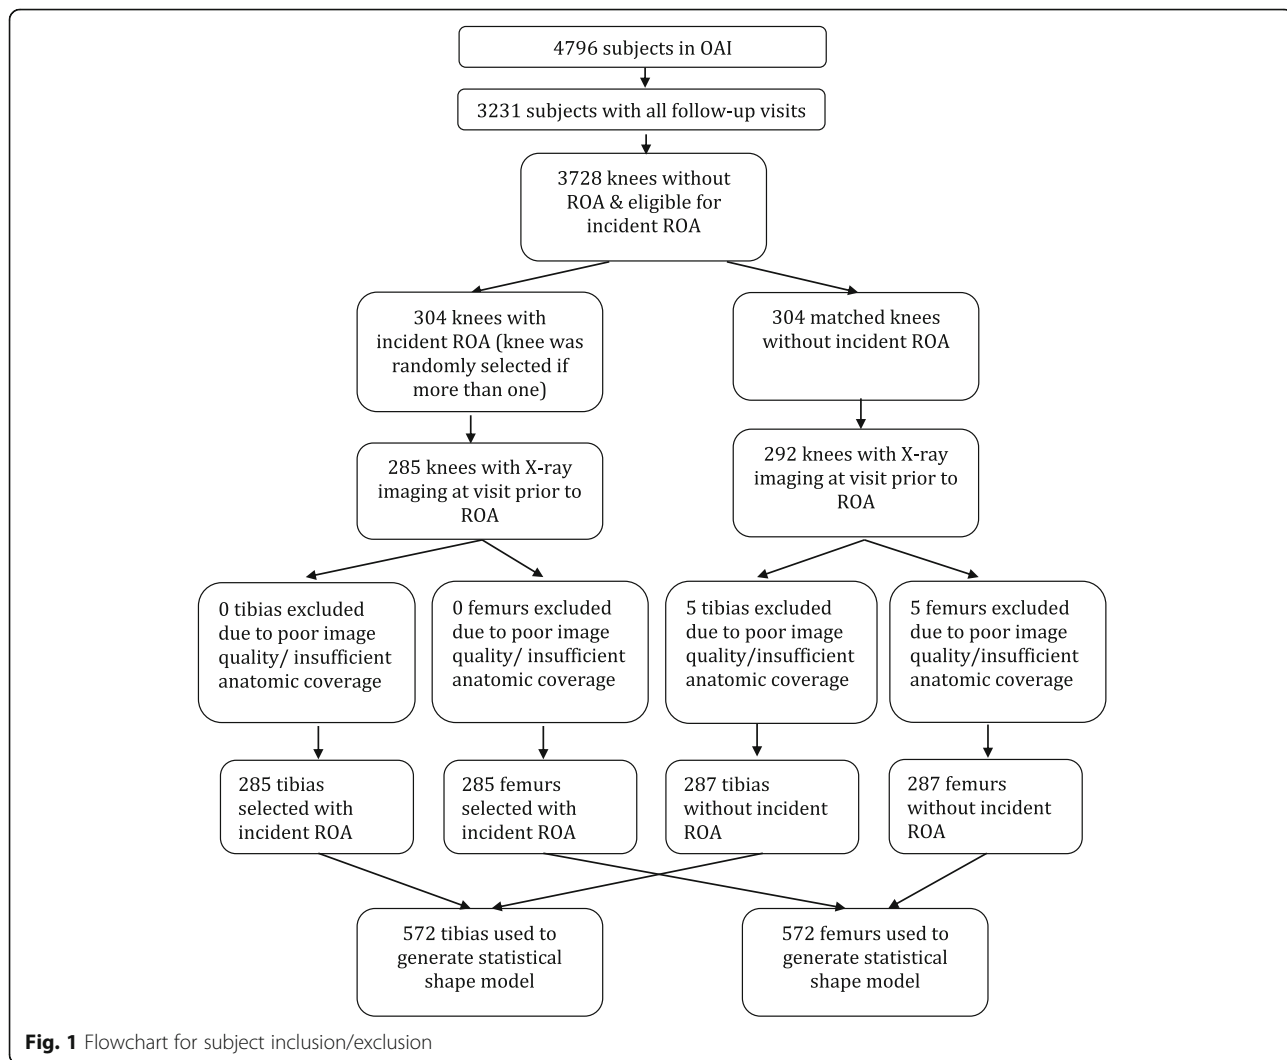 4796 subjects in OAI
3231 subjects with all follow-up visits
3728 knees without
ROA & eligible for
incident ROA
304 knees with
incident ROA (knee was
randomly selected if
more than one)
304 matched knees
without incident ROA
285 knees with X-ray
imaging at visit prior to
ROA
292 knees with X-ray
imaging at visit prior to
ROA
0 tibias excluded
due to poor image
quality/ insufficient
anatomic coverage
0 femurs excluded
due to poor image
quality/ insufficient
anatomic coverage
5 tibias excluded
due to poor image
quality/insufficient
anatomic coverage
5 femurs excluded
due to poor image
quality/insufficient
anatomic coverage
285 tibias
selected with
incident ROA
285 femurs
selected with
incident ROA
287 tibias
without incident
ROA
287 femurs
without incident
ROA
572 tibias used to
generate statistical
shape model
572 femurs used to
generate statistical
shape model
Fig. 1 Flowchart for subject inclusion/exclusion